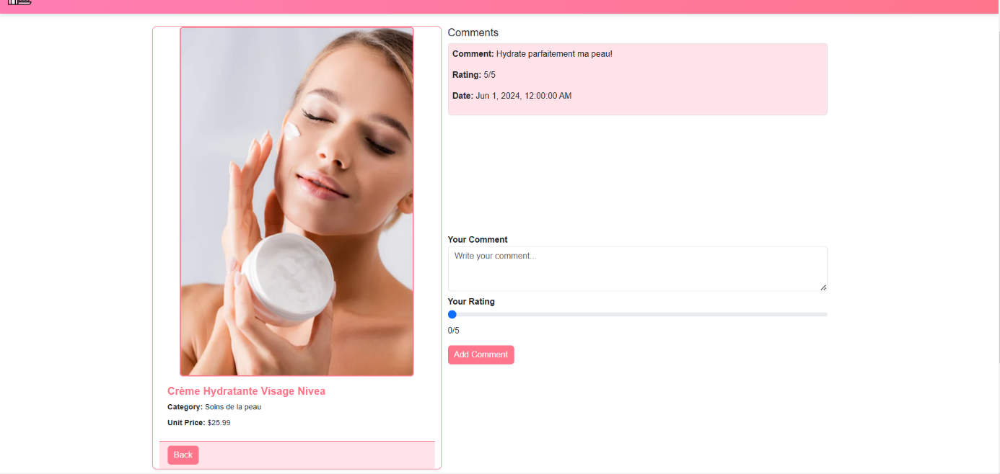 Comments
Comment: Hydrate parfaitement ma peau!
Rating: 5/5
Date: Jun 1, 2024, 12:00:00 AM
Your Comment
Write your comment...
Your Rating
0/5
Add Comment
Crème Hydratante Visage Nivea
Category: Soins de la peau
Unit Price: $25.99
Back